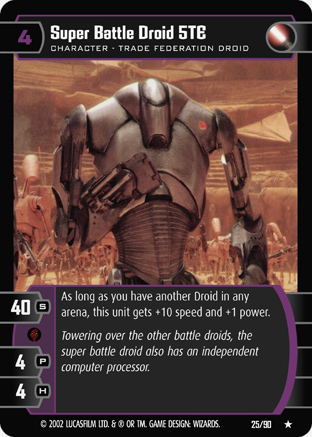 4 Super Battle Droid 5TE
CHARACTER - TRADE FEDERATION DROID
40 S
As long as you have another Droid in any
arena, this unit gets +10 speed and +1 power.
4 P
Towering over the other battle droids, the
super battle droid also has an independent
computer processor.
4 H
© 2002 LUCASFILM LTD. & ® OR TM. GAME DESIGN: WIZARDS. 25/90 ★